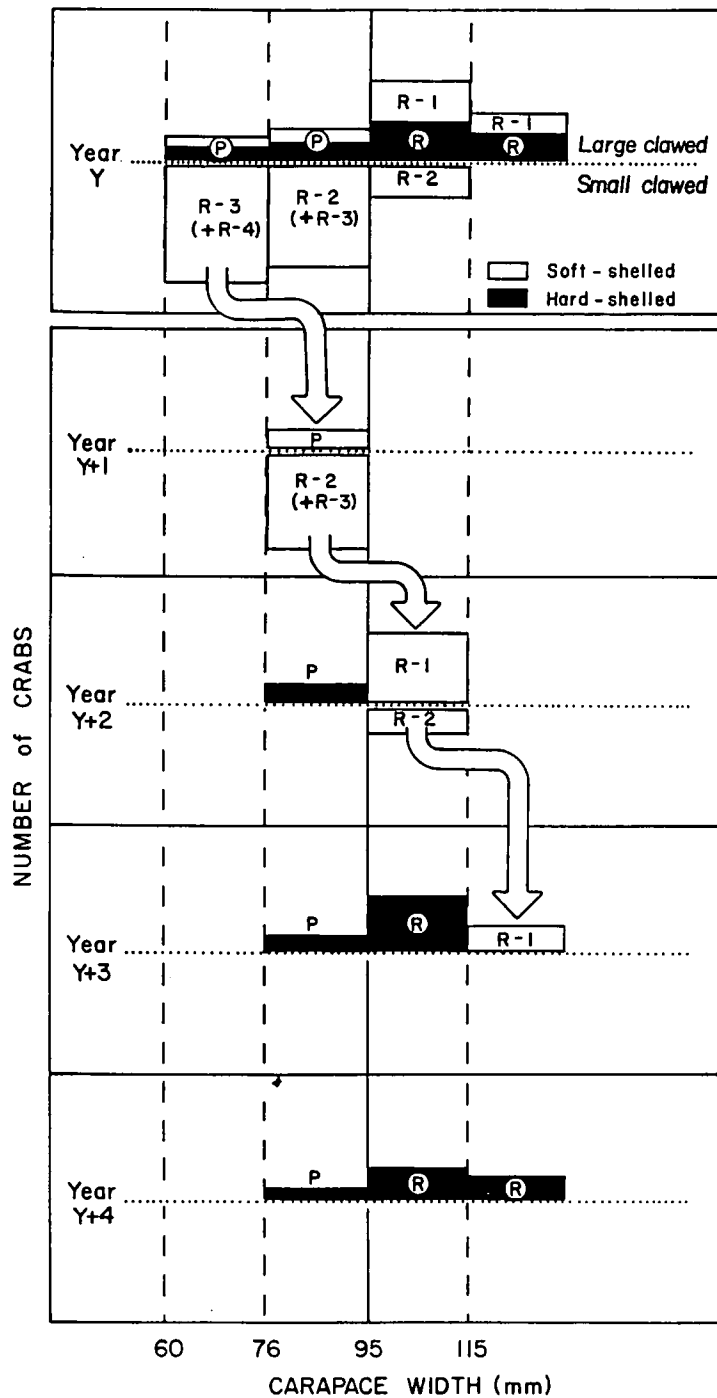 Year
Y
P
P
R-1
R
R-1
R
Large clawed
Small clawed
R-3
(+R-4)
R-2
(+R-3)
R-2
Soft-shelled
Hard-shelled
Year
Y+1
P
R-2
(+R-3)
Year
Y+2
P
R-1
R-2
Year
Y+3
P
R
R-1
Year
Y+4
P
R
R
NUMBER of CRABS
60 76 95 115
CARAPACE WIDTH (mm)